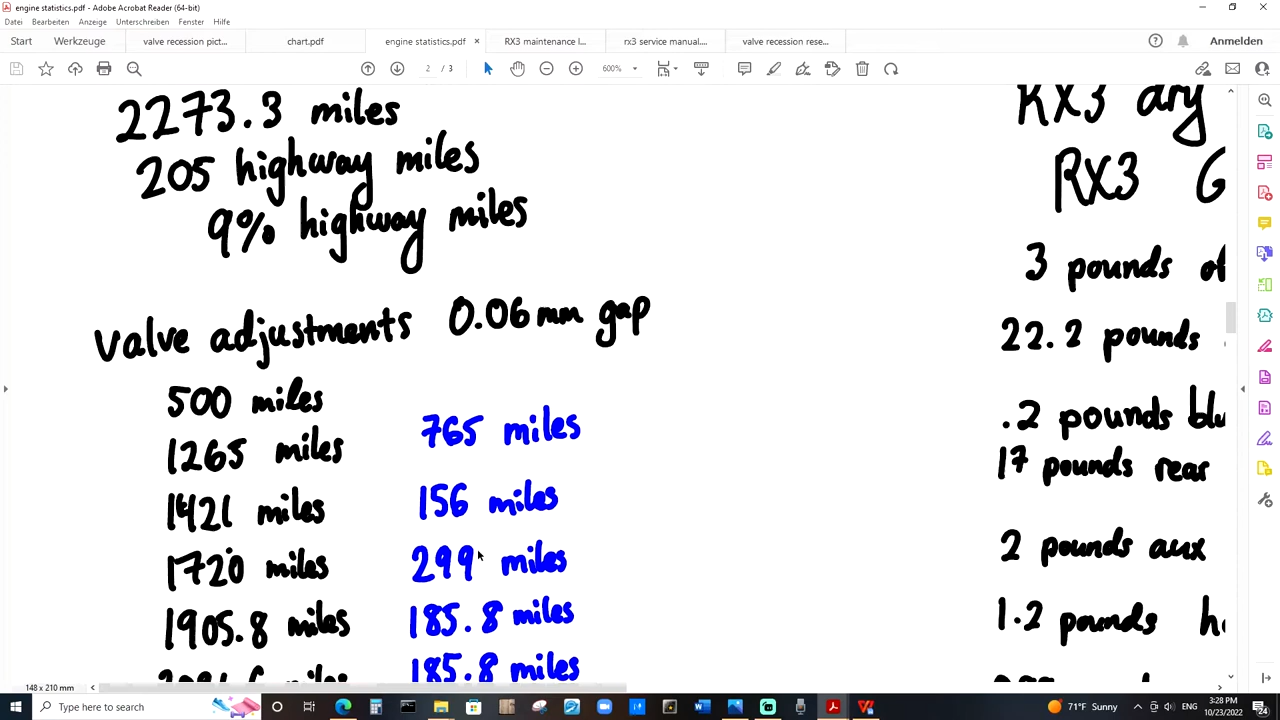 engine statistics.pdf - Adobe Acrobat Reader (64-bit)
Datei Bearbeiten Anzeige Unterschreiben Fenster Hilfe
Start Werkzeuge valve recession pict... chart.pdf engine statistics.pdf × RX3 maintenance l... rx3 service manual.... valve recession rese... Anmelden
2 / 3 600%
2273.3 miles
205 highway miles
9% highway miles
valve adjustments 0.06 mm gap
500 miles
765 miles
1265 miles
156 miles
1421 miles
299 miles
1720 miles
185.8 miles
1905.8 miles
185.8 miles
RX3 dry
RX3 G
3 pounds of
22.2 pounds
.2 pounds blu
17 pounds rear
2 pounds aux
1.2 pounds h
148 x 210 mm
Type here to search
71°F Sunny
3:28 PM
10/23/2022